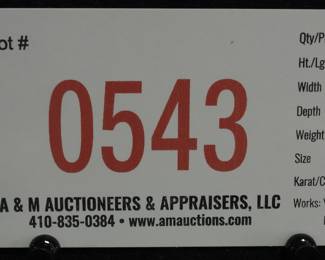 ot #
0543
A & M AUCTIONEERS & APPRAISERS, LLC
410-835-0384 • www.amauctions.com
Qty/P
Ht./Lg
Width
Depth
Weight
Size
Karat/C
Works: